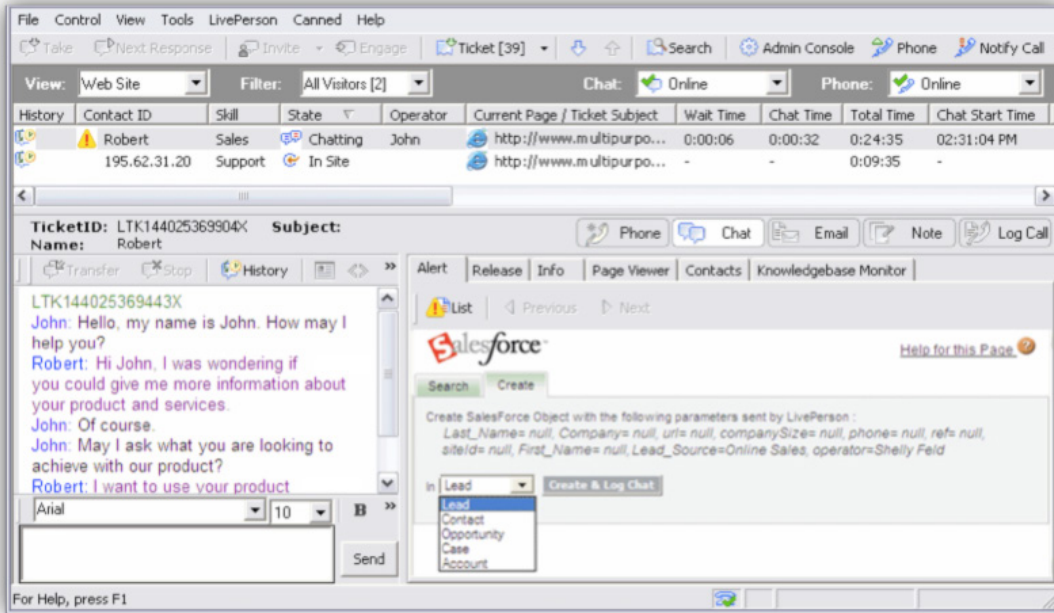 File Control View Tools LivePerson Canned Help
Take Next Response Invite Engage Ticket [39] Search Admin Console Phone Notify Call
View: Web Site Filter: All Visitors [2] Chat: Online Phone: Online
History Contact ID Skill State Operator Current Page / Ticket Subject Wait Time Chat Time Total Time Chat Start Time
Robert Sales Chatting John http://www.multipurpo... 0:00:06 0:00:32 0:24:35 02:31:04 PM
195.62.31.20 Support In Site http://www.multipurpo... - - 0:09:35 -
TicketID: LTK144025369904X Subject:
Name: Robert
Phone Chat Email Note Log Call
Transfer Stop History »
LTK144025369443X
John: Hello, my name is John. How may I
help you?
Robert: Hi John, I was wondering if
you could give me more information about
your product and services.
John: Of course.
John: May I ask what you are looking to
achieve with our product?
Robert: I want to use your product
Arial 10 B »
Send
Alert Release Info Page Viewer Contacts Knowledgebase Monitor
List Previous Next
Salesforce
Help for this Page
Search Create
Create SalesForce Object with the following parameters sent by LivePerson :
Last_Name= null, Company= null, url= null, companySize= null, phone= null, ref= null,
siteId= null, First_Name= null, Lead_Source=Online Sales, operator=Shelly Feld
in Lead Create & Log Chat
Lead
Contact
Opportunity
Case
Account
For Help, press F1